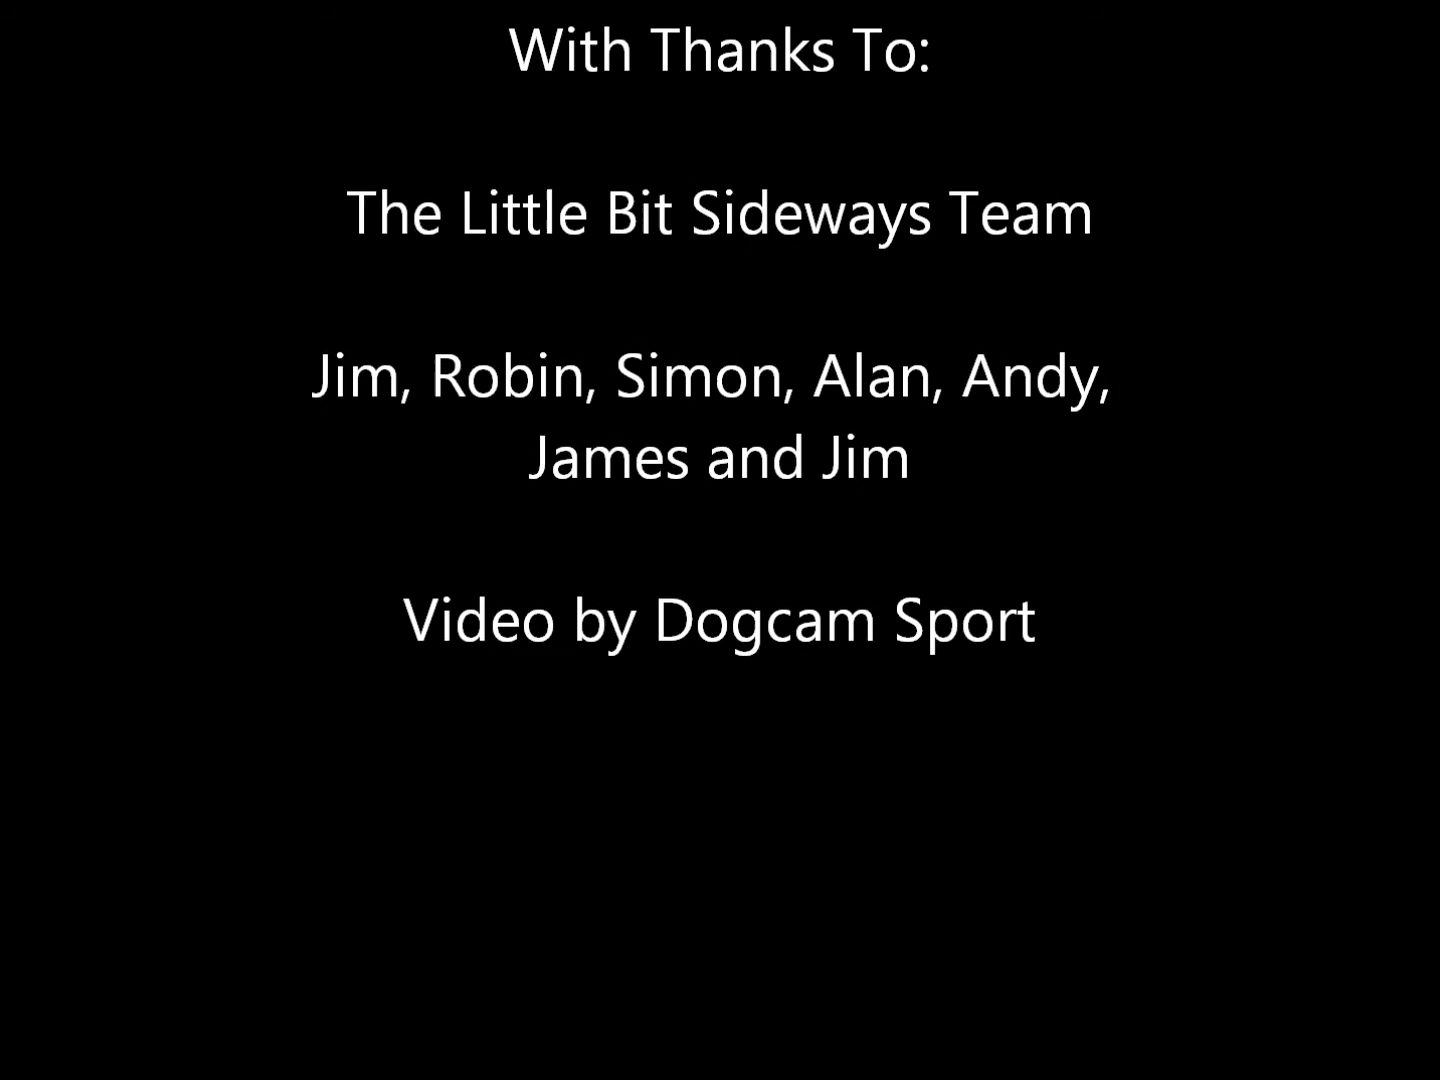 With Thanks To:
The Little Bit Sideways Team
Jim, Robin, Simon, Alan, Andy,
James and Jim
Video by Dogcam Sport